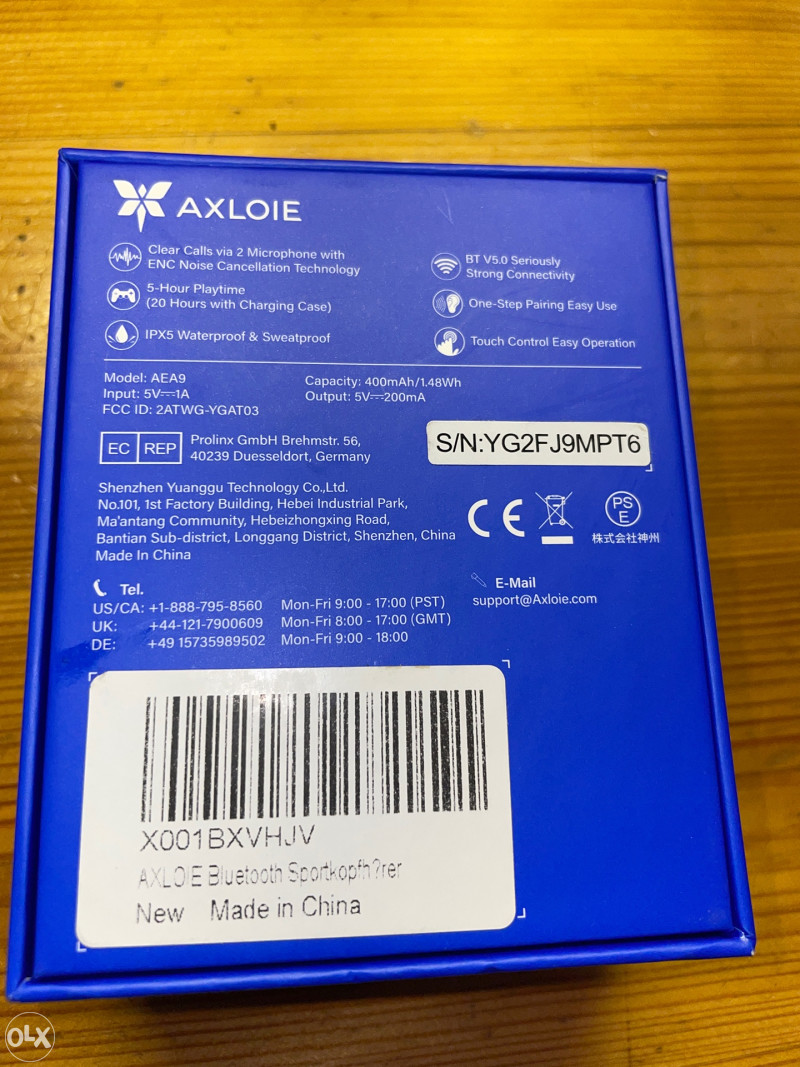 AXLOIE
Clear Calls via 2 Microphone with
ENC Noise Cancellation Technology
5-Hour Playtime
(20 Hours with Charging Case)
IPX5 Waterproof & Sweatproof
BT V5.0 Seriously
Strong Connectivity
One-Step Pairing Easy Use
Touch Control Easy Operation
Model: AEA9
Input: 5V⎓1A
FCC ID: 2ATWG-YGAT03
Capacity: 400mAh/1.48Wh
Output: 5V⎓200mA
EC REP
Prolinx GmbH Brehmstr. 56,
40239 Duesseldort, Germany
S/N:YG2FJ9MPT6
Shenzhen Yuanggu Technology Co.,Ltd.
No.101, 1st Factory Building, Hebei Industrial Park,
Ma'antang Community, Hebeizhongxing Road,
Bantian Sub-district, Longgang District, Shenzhen, China
Made In China
CE
PS
E
株式会社神州
Tel.
US/CA: +1-888-795-8560 Mon-Fri 9:00 - 17:00 (PST)
UK: +44-121-7900609 Mon-Fri 8:00 - 17:00 (GMT)
DE: +49 15735989502 Mon-Fri 9:00 - 18:00
E-Mail
support@Axloie.com
X001BXVHJV
AXLOIE Bluetooth Sportkopfh?rer
New Made in China
OLX